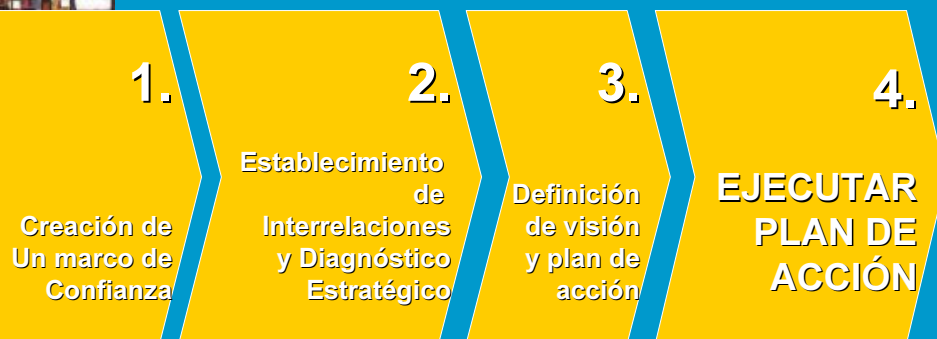 1.
Creación de
Un marco de
Confianza
2.
Establecimiento
de
Interrelaciones
y Diagnóstico
Estratégico
3.
Definición
de visión
y plan de
acción
4.
EJECUTAR
PLAN DE
ACCIÓN